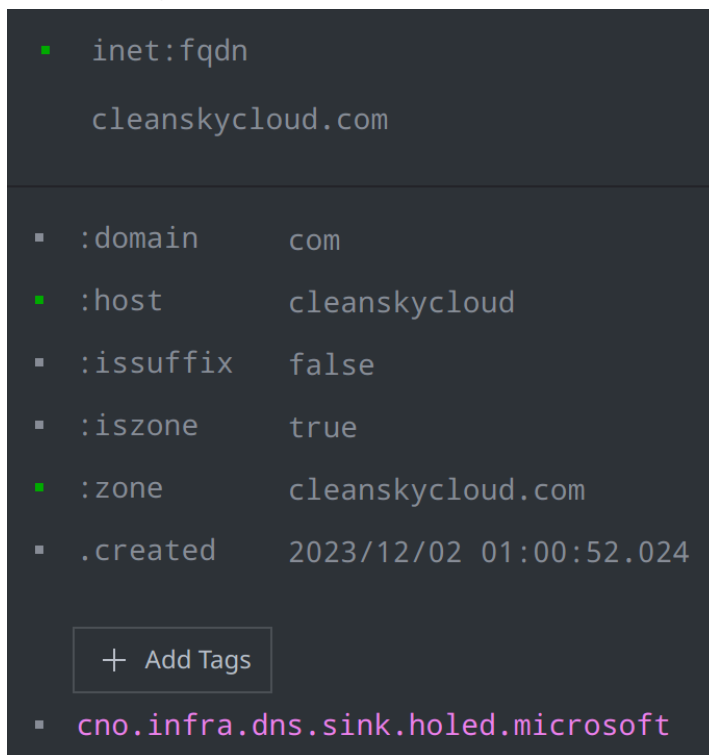 inet:fqdn
cleanskycloud.com
:domain com
:host cleanskycloud
:issuffix false
:iszone true
:zone cleanskycloud.com
.created 2023/12/02 01:00:52.024
+ Add Tags
cno.infra.dns.sink.holed.microsoft